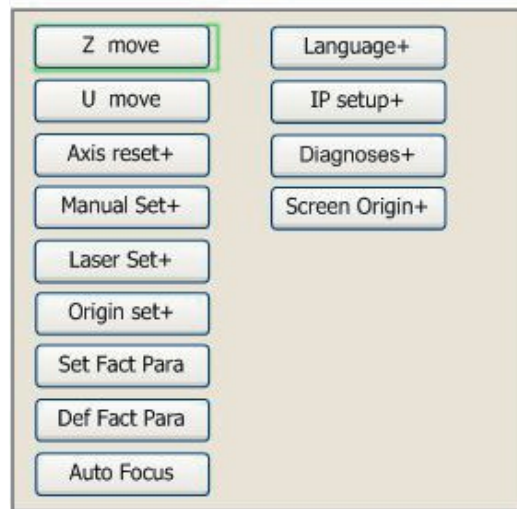 Z move
U move
Axis reset+
Manual Set+
Laser Set+
Origin set+
Set Fact Para
Def Fact Para
Auto Focus
Language+
IP setup+
Diagnoses+
Screen Origin+